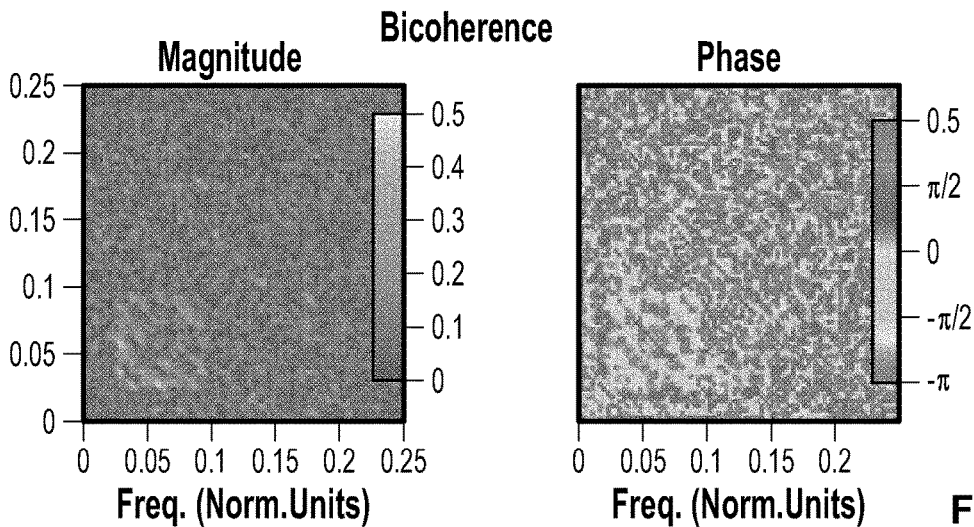 Bicoherence
Magnitude
Phase
0.25
0.2
0.15
0.1
0.05
0
0.5
0.4
0.3
0.2
0.1
0
0 0.05 0.1 0.15 0.2 0.25
Freq. (Norm.Units)
0.5
π/2
0
-π/2
-π
0 0.05 0.1 0.15 0.2
Freq. (Norm.Units)
F